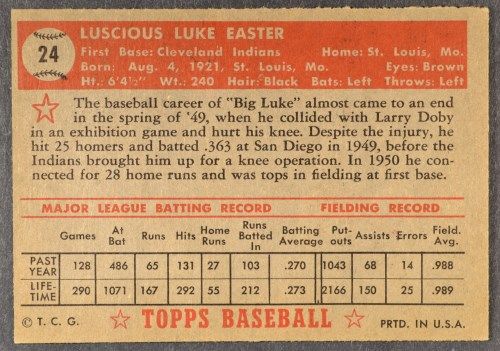 24
LUSCIOUS LUKE EASTER
First Base: Cleveland Indians Home: St. Louis, Mo.
Born: Aug. 4, 1921, St. Louis, Mo. Eyes: Brown
Ht.: 6'4½" Wt.: 240 Hair: Black Bats: Left Throws: Left
The baseball career of "Big Luke" almost came to an end
in the spring of '49, when he collided with Larry Doby
in an exhibition game and hurt his knee. Despite the injury, he
hit 25 homers and batted .363 at San Diego in 1949, before the
Indians brought him up for a knee operation. In 1950 he con-
nected for 28 home runs and was tops in fielding at first base.
MAJOR LEAGUE BATTING RECORD FIELDING RECORD
Games At Bat Runs Hits Home Runs Runs Batted In Batting Average Put-outs Assists Errors Field. Avg.
PAST YEAR 128 486 65 131 27 103 .270 1043 68 14 .988
LIFE-TIME 290 1071 167 292 55 212 .273 2166 150 25 .989
© T. C. G. TOPPS BASEBALL PRTD. IN U.S.A.